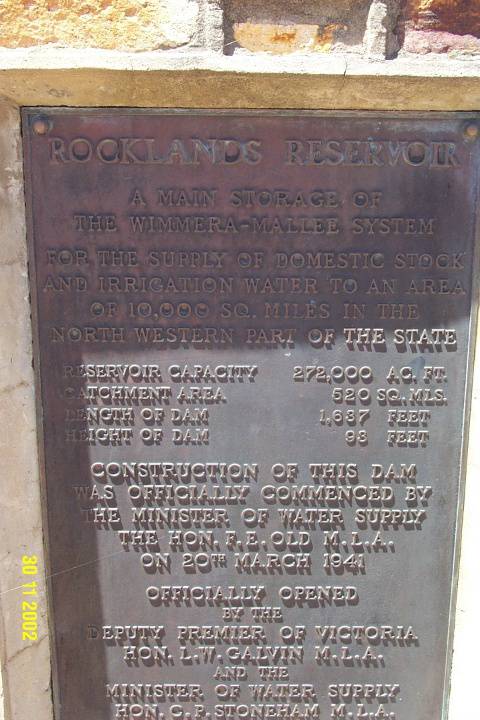 ROCKLANDS RESERVOIR
A MAIN STORAGE OF
THE WIMMERA-MALLEE SYSTEM
FOR THE SUPPLY OF DOMESTIC STOCK
AND IRRIGATION WATER TO AN AREA
OF 10,000 SQ. MILES IN THE
NORTH WESTERN PART OF THE STATE
RESERVOIR CAPACITY 272,000 AC. FT.
CATCHMENT AREA 520 SQ. MLS.
LENGTH OF DAM 1,687 FEET
HEIGHT OF DAM 93 FEET
CONSTRUCTION OF THIS DAM
WAS OFFICIALLY COMMENCED BY
THE MINISTER OF WATER SUPPLY
THE HON. F. E. OLD M.L.A.
ON 20TH MARCH 1941
OFFICIALLY OPENED
BY THE
DEPUTY PREMIER OF VICTORIA
HON. L.W. GALVIN M.L.A.
AND THE
MINISTER OF WATER SUPPLY
HON. C. P. STONEHAM M.L.A.
30 11 2002